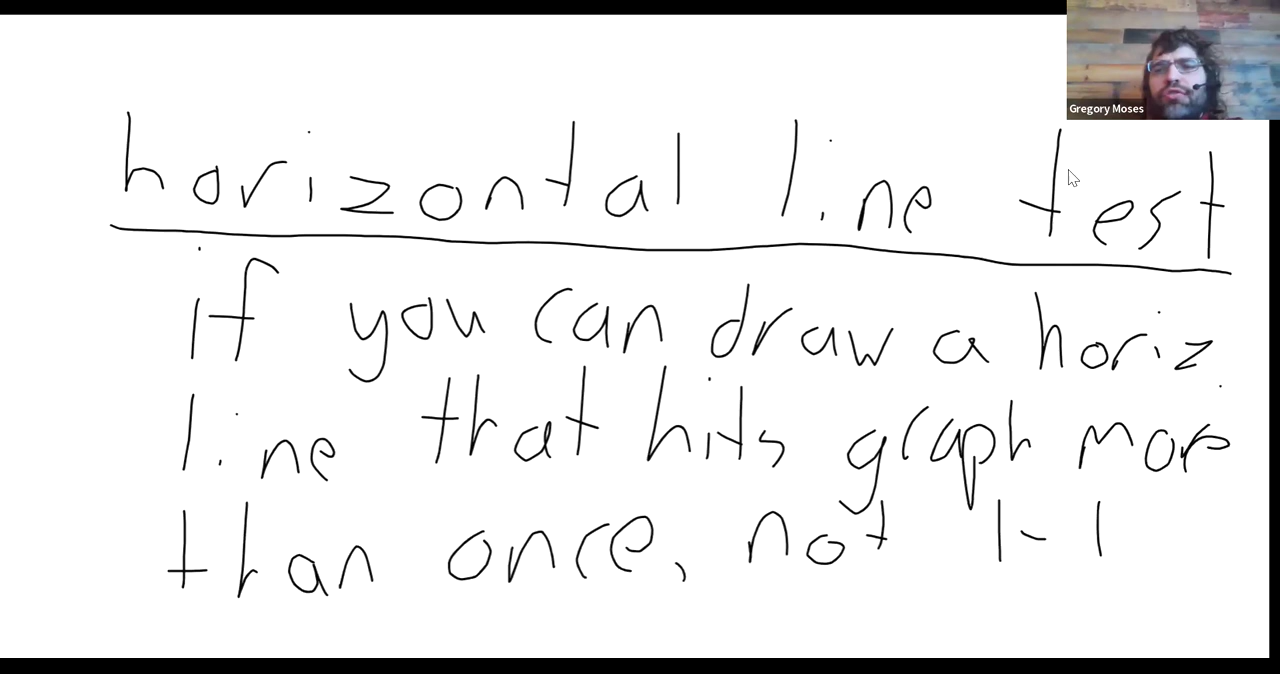 Gregory Moses
horizontal line test
if you can draw a horiz
line that hits graph more
than once, not 1-1